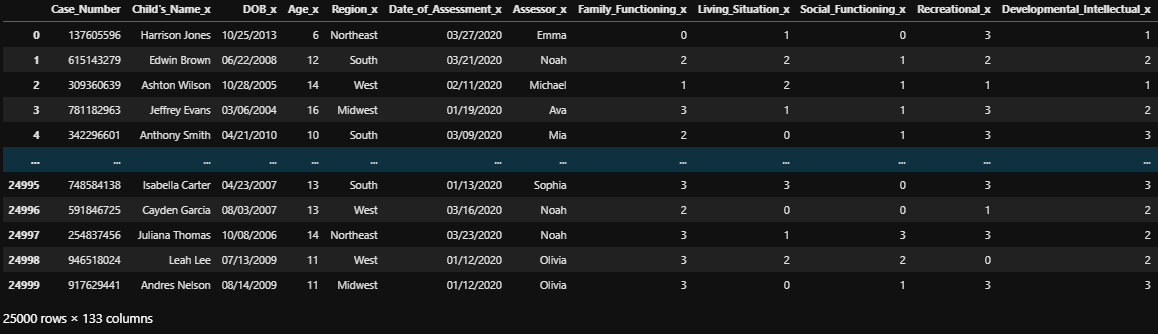 Case_Number Child's_Name_x DOB_x Age_x Region_x Date_of_Assessment_x Assessor_x Family_Functioning_x Living_Situation_x Social_Functioning_x Recreational_x Developmental_Intellectual_x
0 137605596 Harrison Jones 10/25/2013 6 Northeast 03/27/2020 Emma 0 1 0 3 1
1 615143279 Edwin Brown 06/22/2008 12 South 03/21/2020 Noah 2 2 1 2 2
2 309360639 Ashton Wilson 10/28/2005 14 West 02/11/2020 Michael 1 2 1 1 1
3 781182963 Jeffrey Evans 03/06/2004 16 Midwest 01/19/2020 Ava 3 1 1 3 2
4 342296601 Anthony Smith 04/21/2010 10 South 03/09/2020 Mia 2 0 1 3 3
... ... ... ... ... ... ... ... ... ... ... ... ...
24995 748584138 Isabella Carter 04/23/2007 13 South 01/13/2020 Sophia 3 3 0 3 3
24996 591846725 Cayden Garcia 08/03/2007 13 West 03/16/2020 Noah 2 0 0 1 2
24997 254837456 Juliana Thomas 10/08/2006 14 Northeast 03/23/2020 Noah 3 1 3 3 2
24998 946518024 Leah Lee 07/13/2009 11 West 01/12/2020 Olivia 3 2 2 0 2
24999 917629441 Andres Nelson 08/14/2009 11 Midwest 01/12/2020 Olivia 3 0 1 3 3
25000 rows × 133 columns